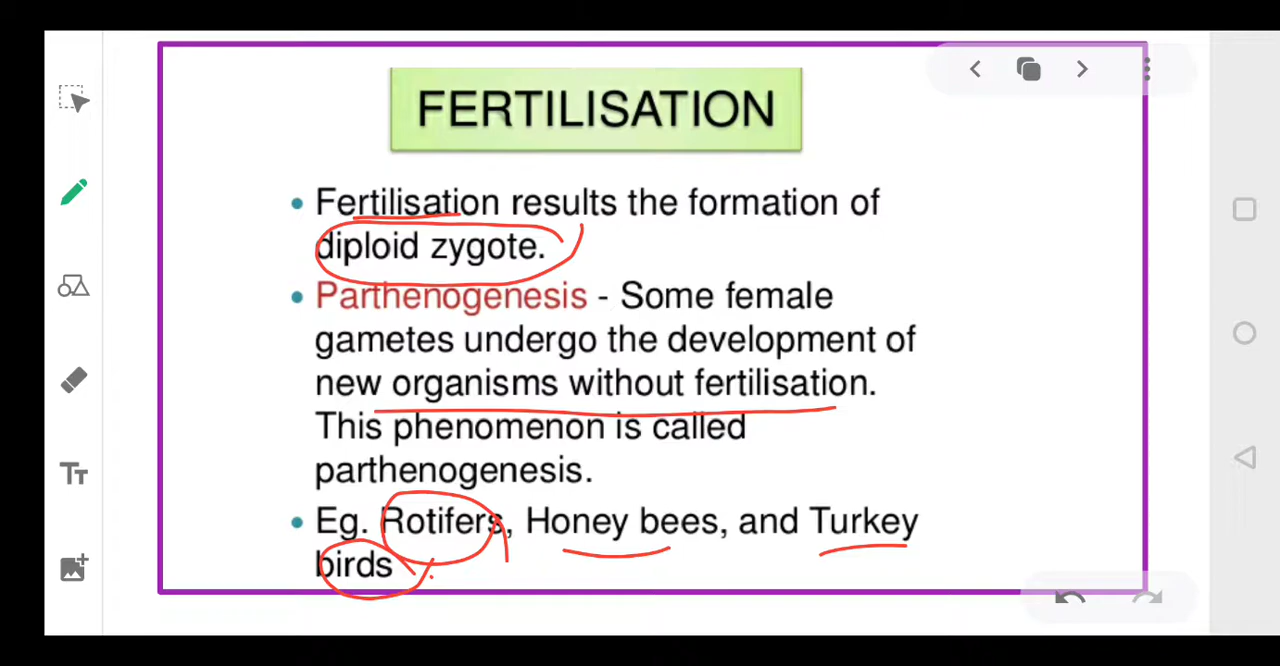 FERTILISATION
• Fertilisation results the formation of
diploid zygote.
• Parthenogenesis - Some female
gametes undergo the development of
new organisms without fertilisation.
This phenomenon is called
parthenogenesis.
• Eg. Rotifers, Honey bees, and Turkey
birds
TT